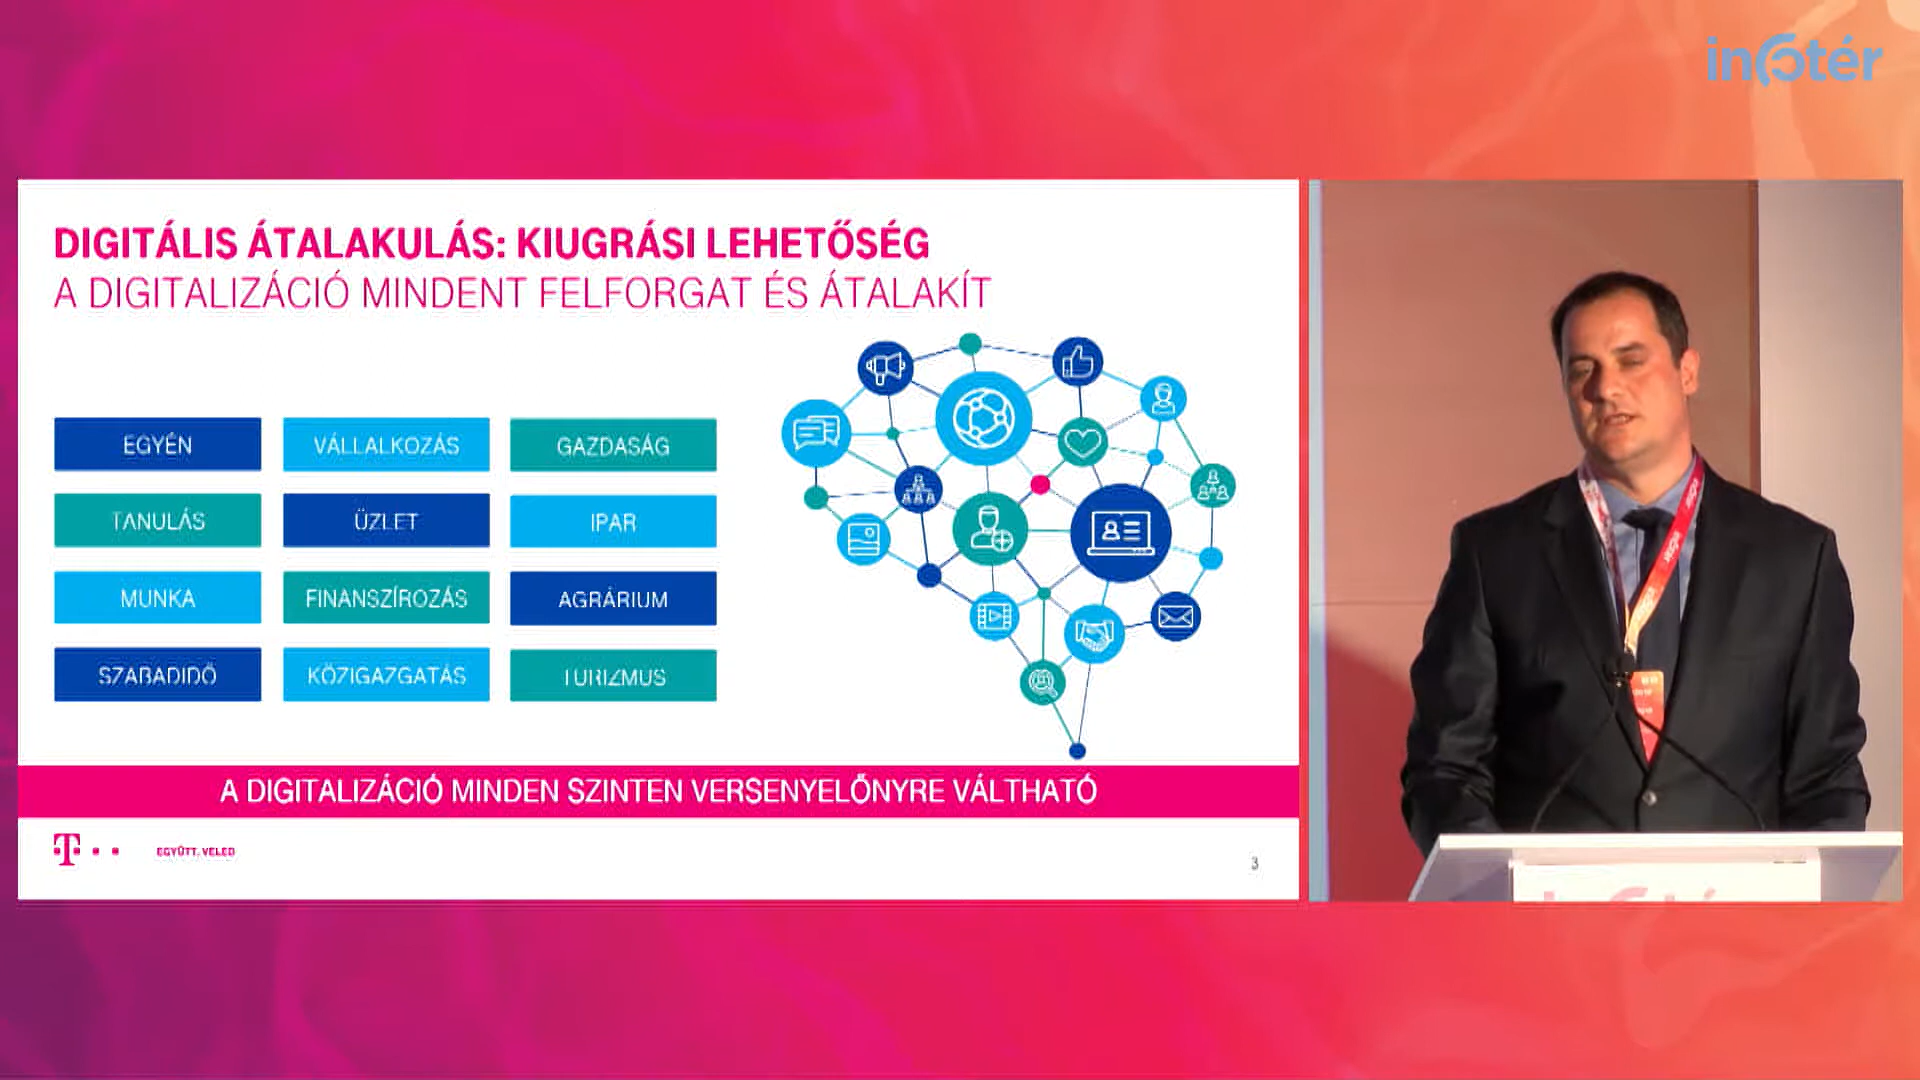 infotér
DIGITÁLIS ÁTALAKULÁS: KIUGRÁSI LEHETŐSÉG
A DIGITALIZÁCIÓ MINDENT FELFORGAT ÉS ÁTALAKÍT
EGYÉN VÁLLALKOZÁS GAZDASÁG
TANULÁS ÜZLET IPAR
MUNKA FINANSZÍROZÁS AGRÁRIUM
SZABADIDŐ KÖZIGAZGATÁS TURIZMUS
A DIGITALIZÁCIÓ MINDEN SZINTEN VERSENYELŐNYRE VÁLTHATÓ
T
EGYÜTT. VELED
3